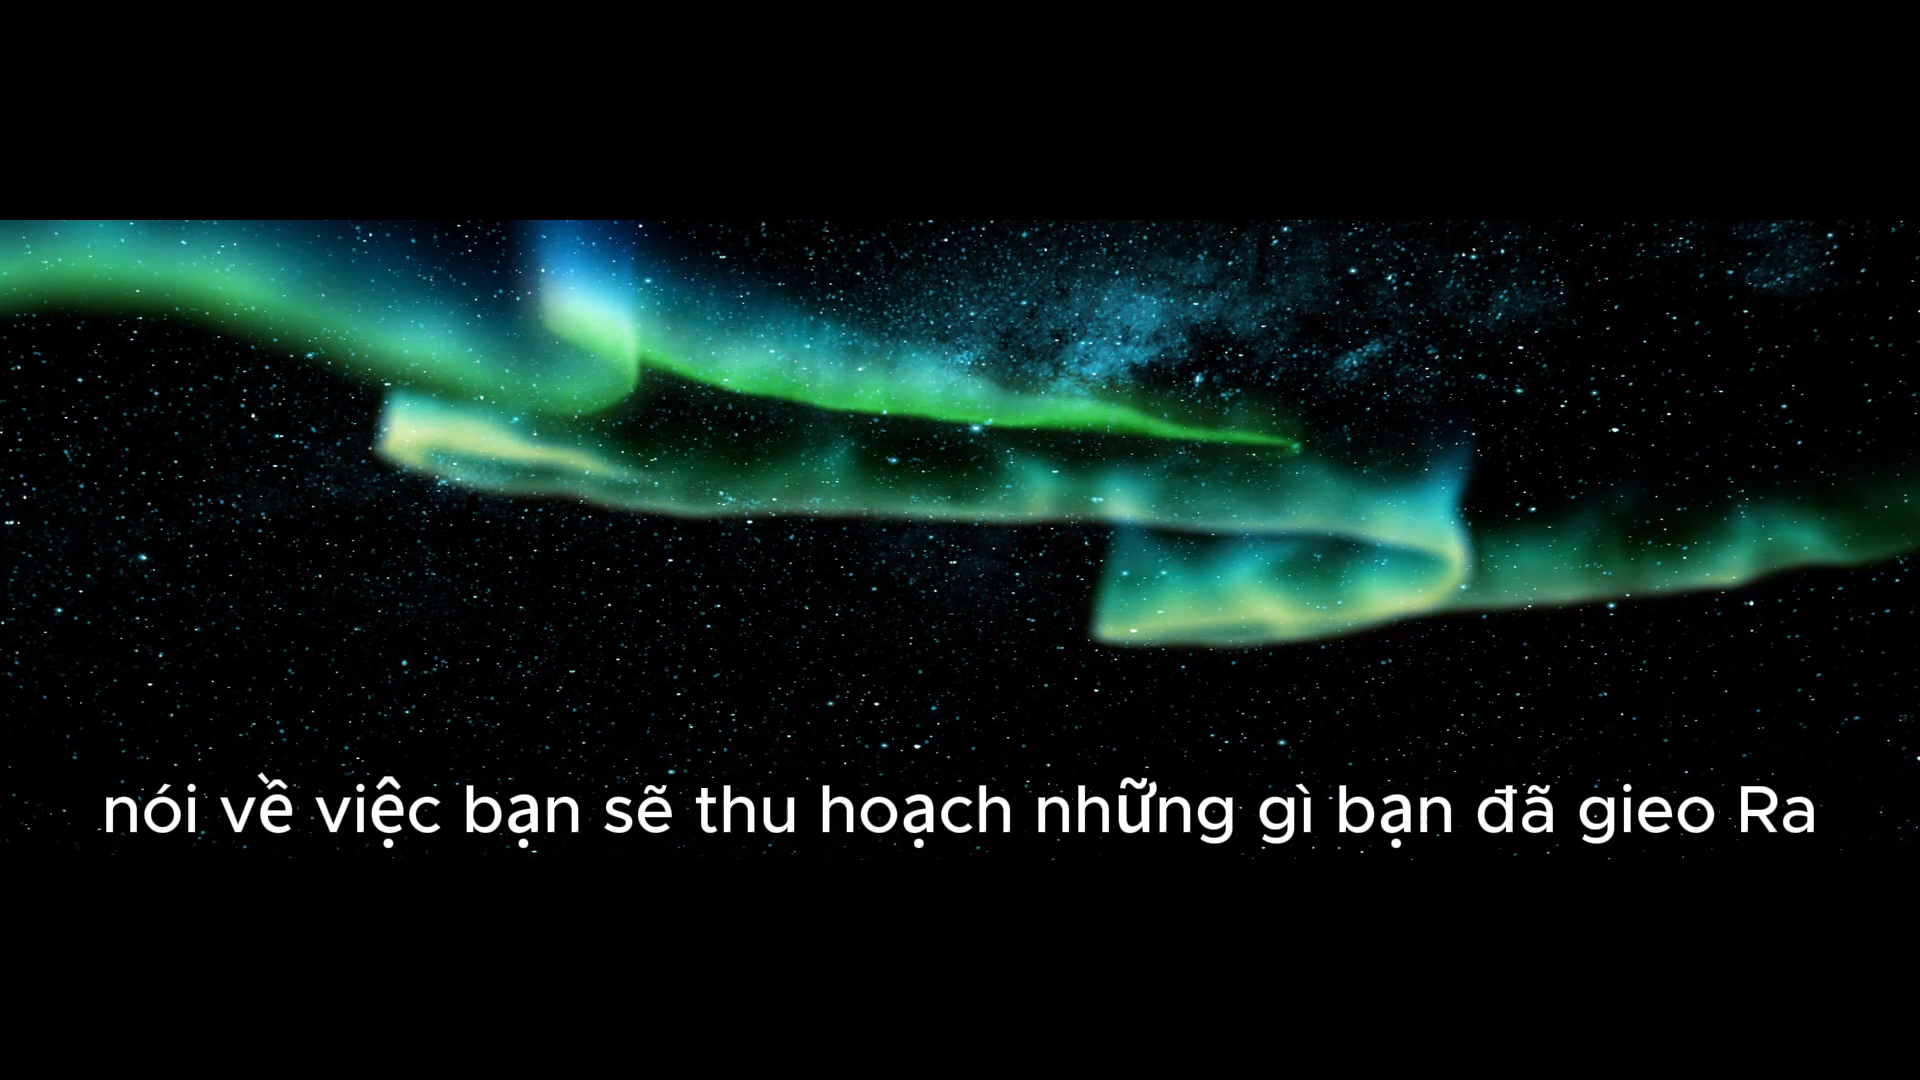 nói về việc bạn sẽ thu hoạch những gì bạn đã gieo Ra